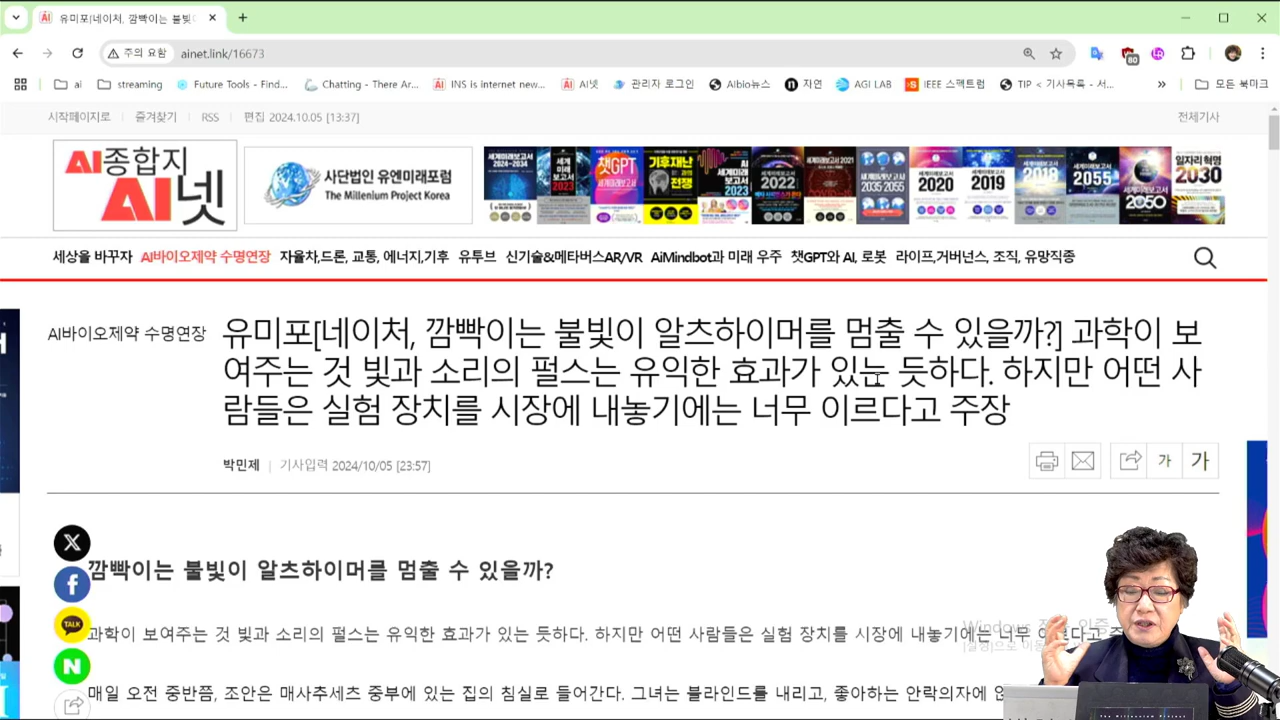 유미포[네이처, 깜빡이는 불빛
주의 요함
ainet.link/16673
80
ai
streaming
Future Tools - Find...
Chatting - There Ar...
INS is internet new...
AI넷
관리자 로그인
Aibio뉴스
자연
AGI LAB
IEEE 스펙트럼
TIP < 기사목록 - 서...
모든 북마크
시작페이지로
즐겨찾기
RSS
편집 2024.10.05 [13:37]
전체기사
AI종합지
AI넷
사단법인 유엔미래포럼
The Millenium Project Korea
세상을 바꾸자 AI바이오제약 수명연장 자율차,드론, 교통, 에너지,기후 유튜브 신기술&메타버스AR/VR AiMindbot과 미래 우주 챗GPT와 AI, 로봇 라이프,거버넌스, 조직, 유망직종
AI바이오제약 수명연장
유미포[네이처, 깜빡이는 불빛이 알츠하이머를 멈출 수 있을까?] 과학이 보
여주는 것 빛과 소리의 펄스는 유익한 효과가 있는 듯하다. 하지만 어떤 사
람들은 실험 장치를 시장에 내놓기에는 너무 이르다고 주장
박민제
기사입력 2024/10/05 [23:57]
가
가
깜빡이는 불빛이 알츠하이머를 멈출 수 있을까?
TALK
과학이 보여주는 것 빛과 소리의 펄스는 유익한 효과가 있는 듯하다. 하지만 어떤 사람들은 실험 장치를 시장에 내놓기에는 너무
매일 오전 중반쯤, 조안은 매사추세츠 중부에 있는 집의 침실로 들어간다. 그녀는 블라인드를 내리고, 좋아하는 안락의자에
Windows
The Millennium Project